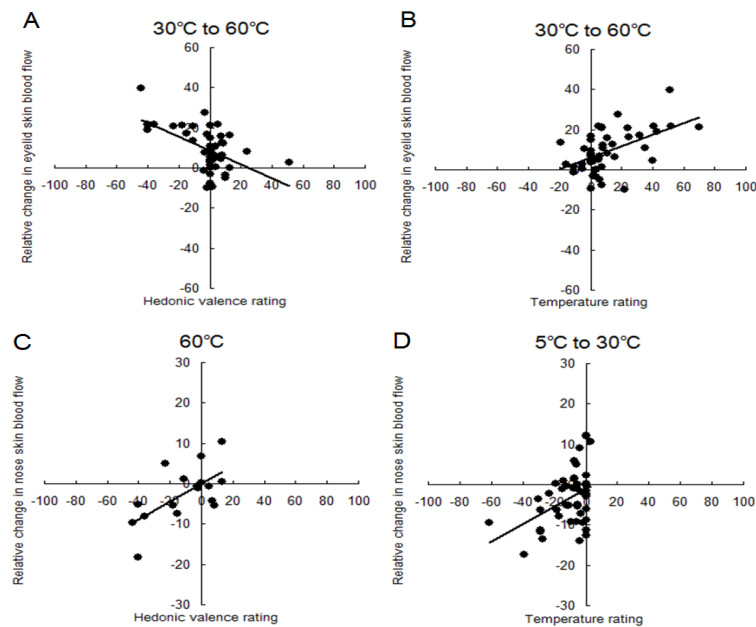 A
30°C to 60°C
Relative change in eyelid skin blood flow
60
40
20
0
-20
-40
-60
-100 -80 -60 -40 -20 0 20 40 60 80 100
Hedonic valence rating
B
30°C to 60°C
Relative change in eyelid skin blood flow
60
40
20
0
-20
-40
-60
-100 -80 -60 -40 -20 0 20 40 60 80 100
Temperature rating
C
60°C
Relative change in nose skin blood flow
30
20
10
0
-10
-20
-30
-100 -80 -60 -40 -20 0 20 40 60 80 100
Hedonic valence rating
D
5°C to 30°C
Relative change in nose skin blood flow
30
20
10
0
-10
-20
-30
-100 -80 -60 -40 -20 0 20 40 60 80 100
Temperature rating